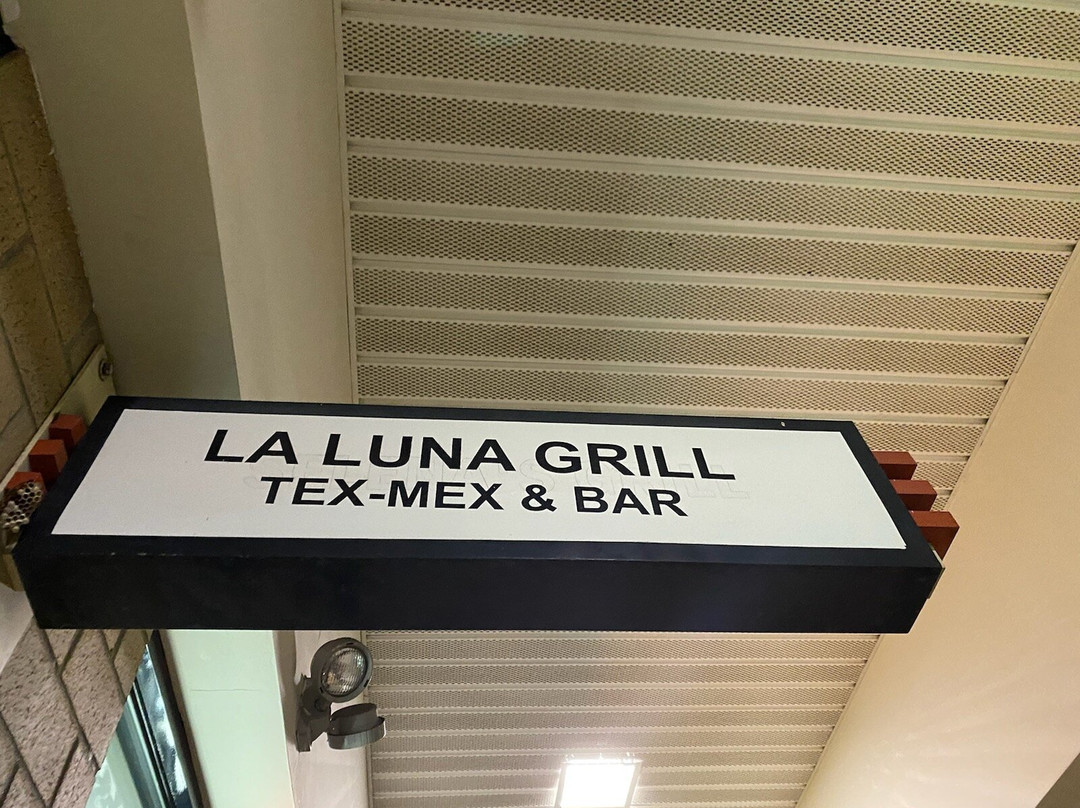 LA LUNA GRILL
TEX-MEX & BAR